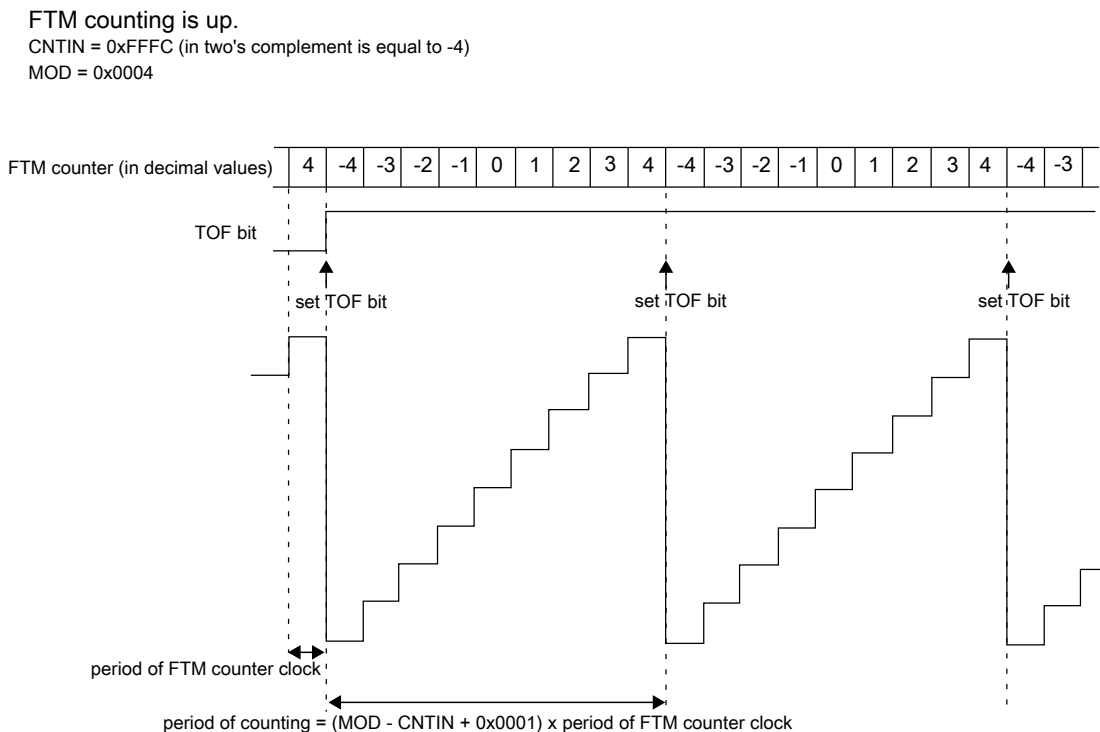 FTM counting is up.
CNTIN = 0xFFFC (in two's complement is equal to -4)
MOD = 0x0004
FTM counter (in decimal values) 4 -4 -3 -2 -1 0 1 2 3 4 -4 -3 -2 -1 0 1 2 3 4 -4 -3
TOF bit
set TOF bit set TOF bit set TOF bit
period of FTM counter clock
period of counting = (MOD - CNTIN + 0x0001) x period of FTM counter clock